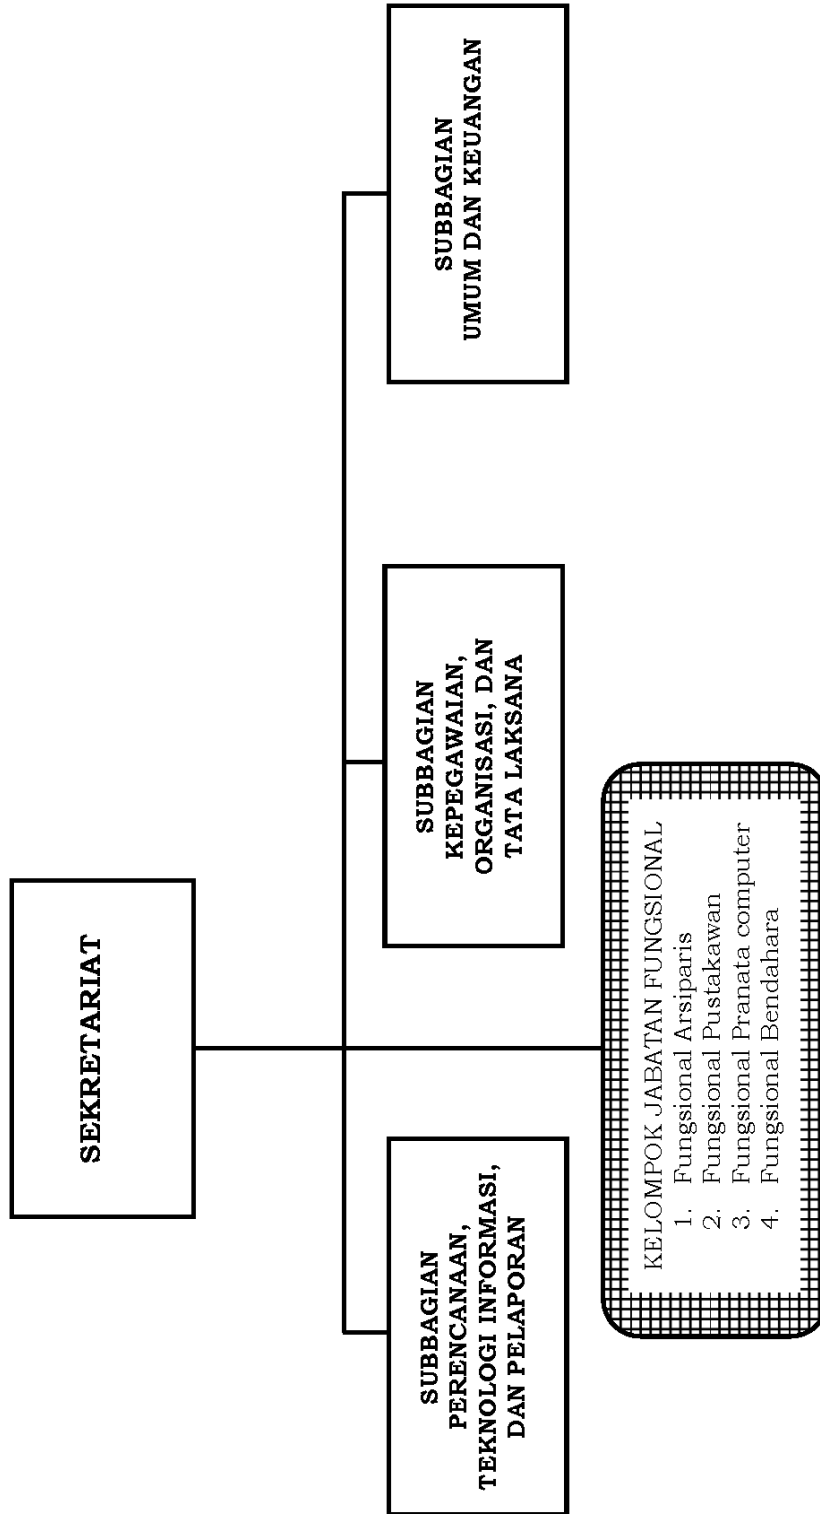 SEKRETARIAT
SUBBAGIAN
PERENCANAAN,
TEKNOLOGI INFORMASI,
DAN PELAPORAN
SUBBAGIAN
KEPEGAWAIAN,
ORGANISASI, DAN
TATA LAKSANA
SUBBAGIAN
UMUM DAN KEUANGAN
KELOMPOK JABATAN FUNGSIONAL
1. Fungsional Arsiparis
2. Fungsional Pustakawan
3. Fungsional Pranata computer
4. Fungsional Bendahara